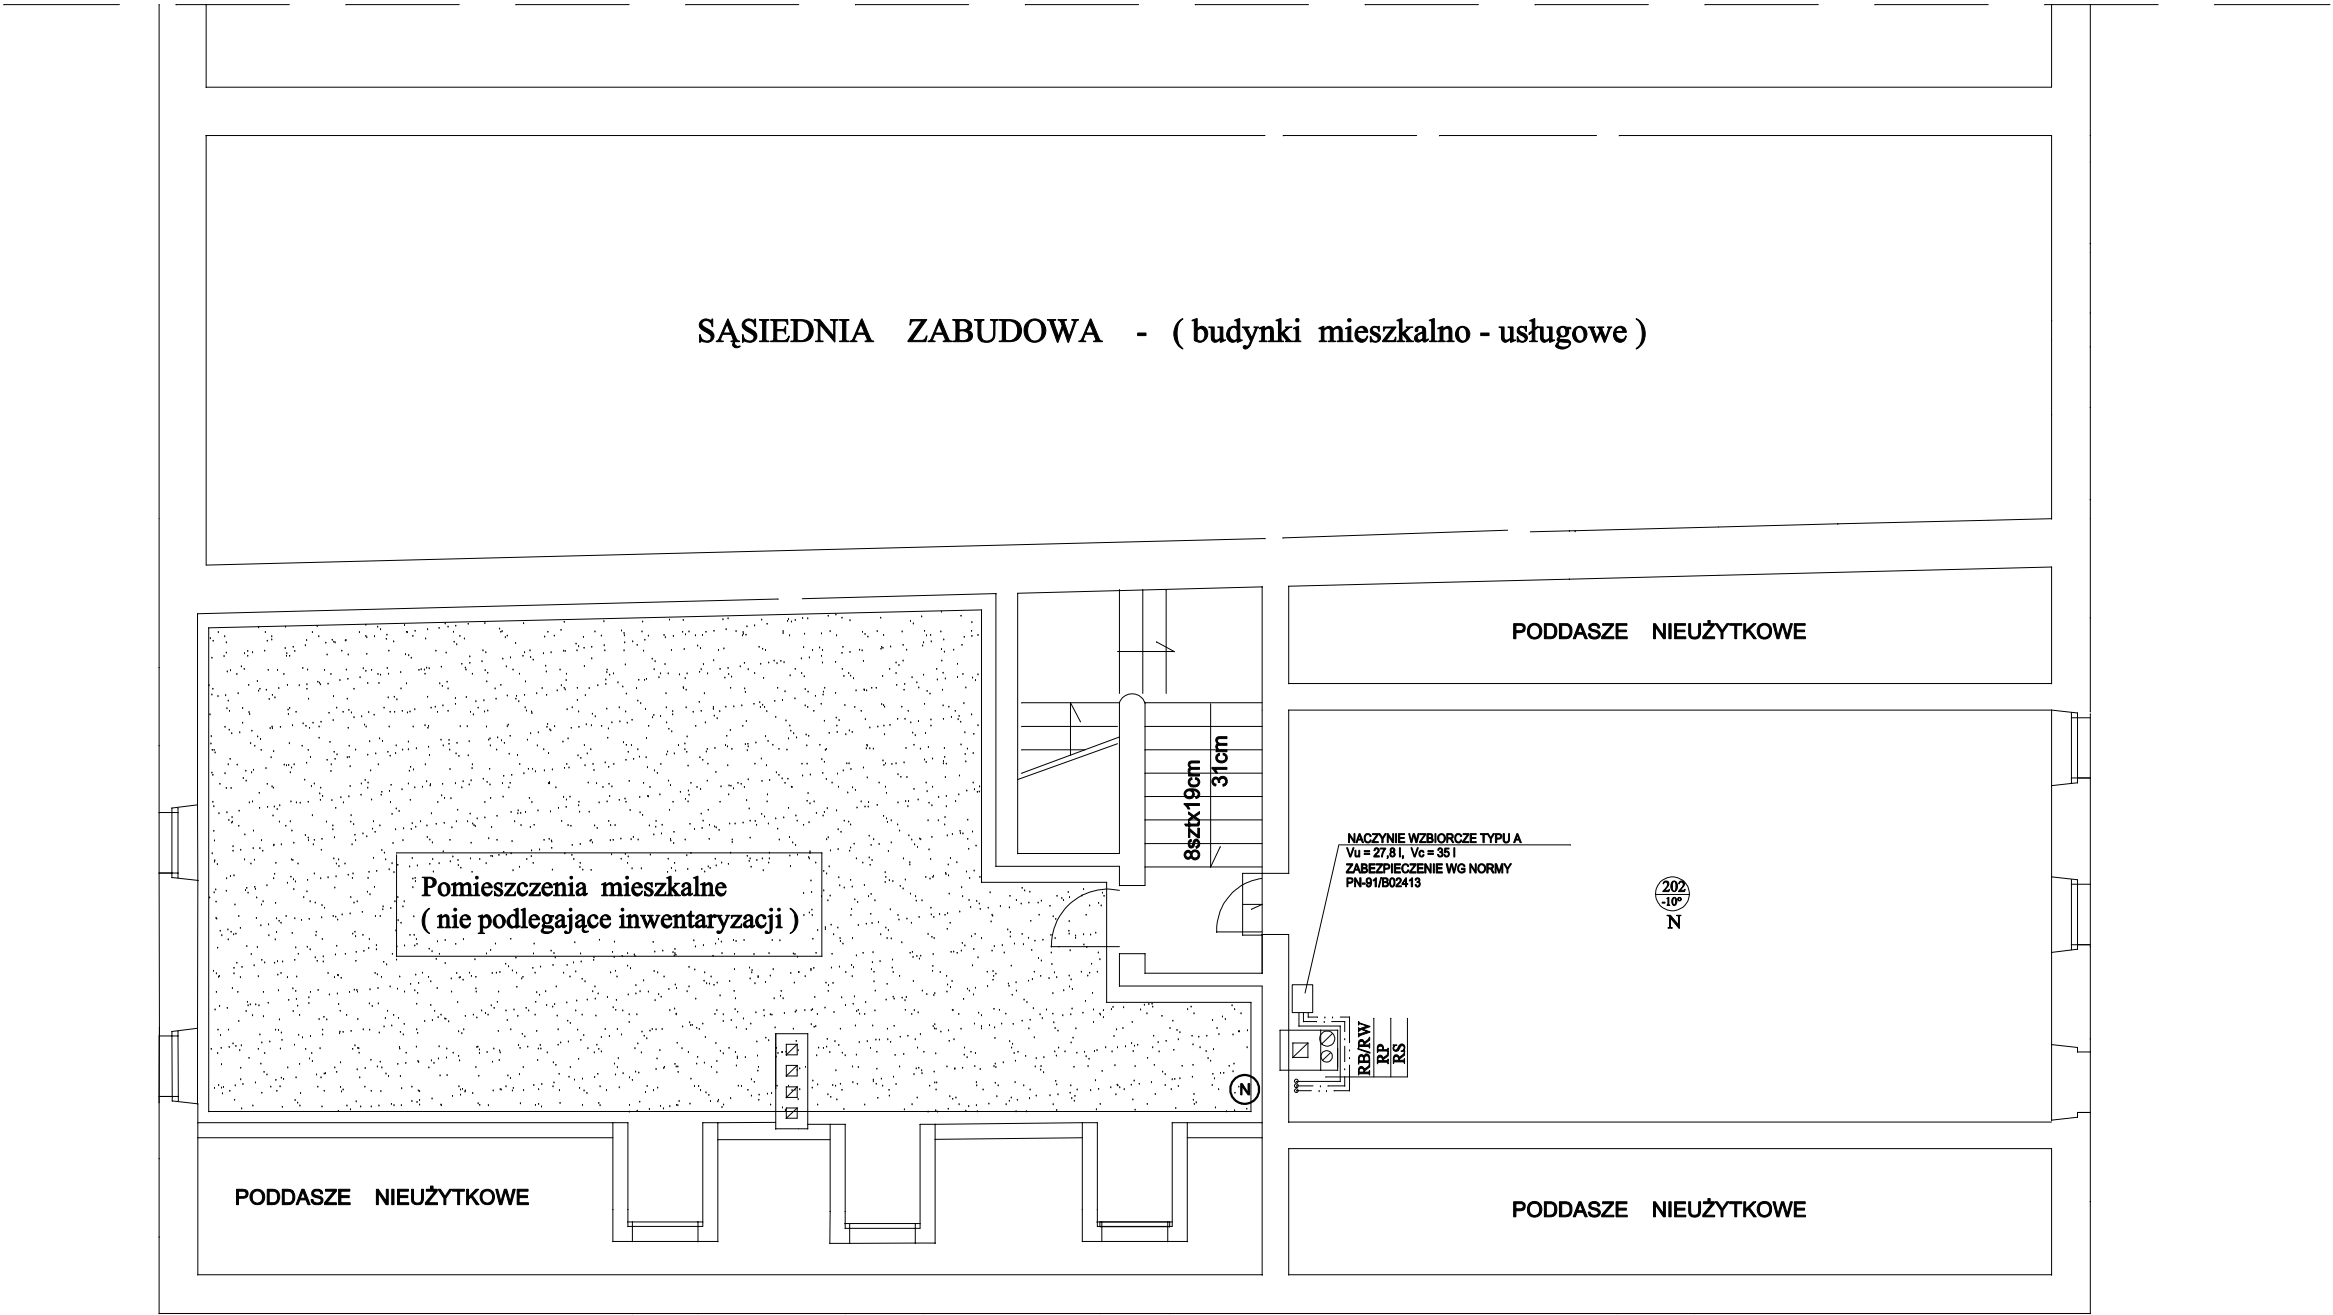 SĄSIEDNIA ZABUDOWA - ( budynki mieszkalno - usługowe )
PODDASZE NIEUŻYTKOWE
8sztx19cm
31cm
NACZYNIE WZBIORCZE TYPU A
Vu = 27,8 l, Vc = 35 l
ZABEZPIECZENIE WG NORMY
PN-91/B02413
Pomieszczenia mieszkalne
( nie podlegające inwentaryzacji )
202
-10°
N
RB/RW
RP
RS
N
PODDASZE NIEUŻYTKOWE
PODDASZE NIEUŻYTKOWE